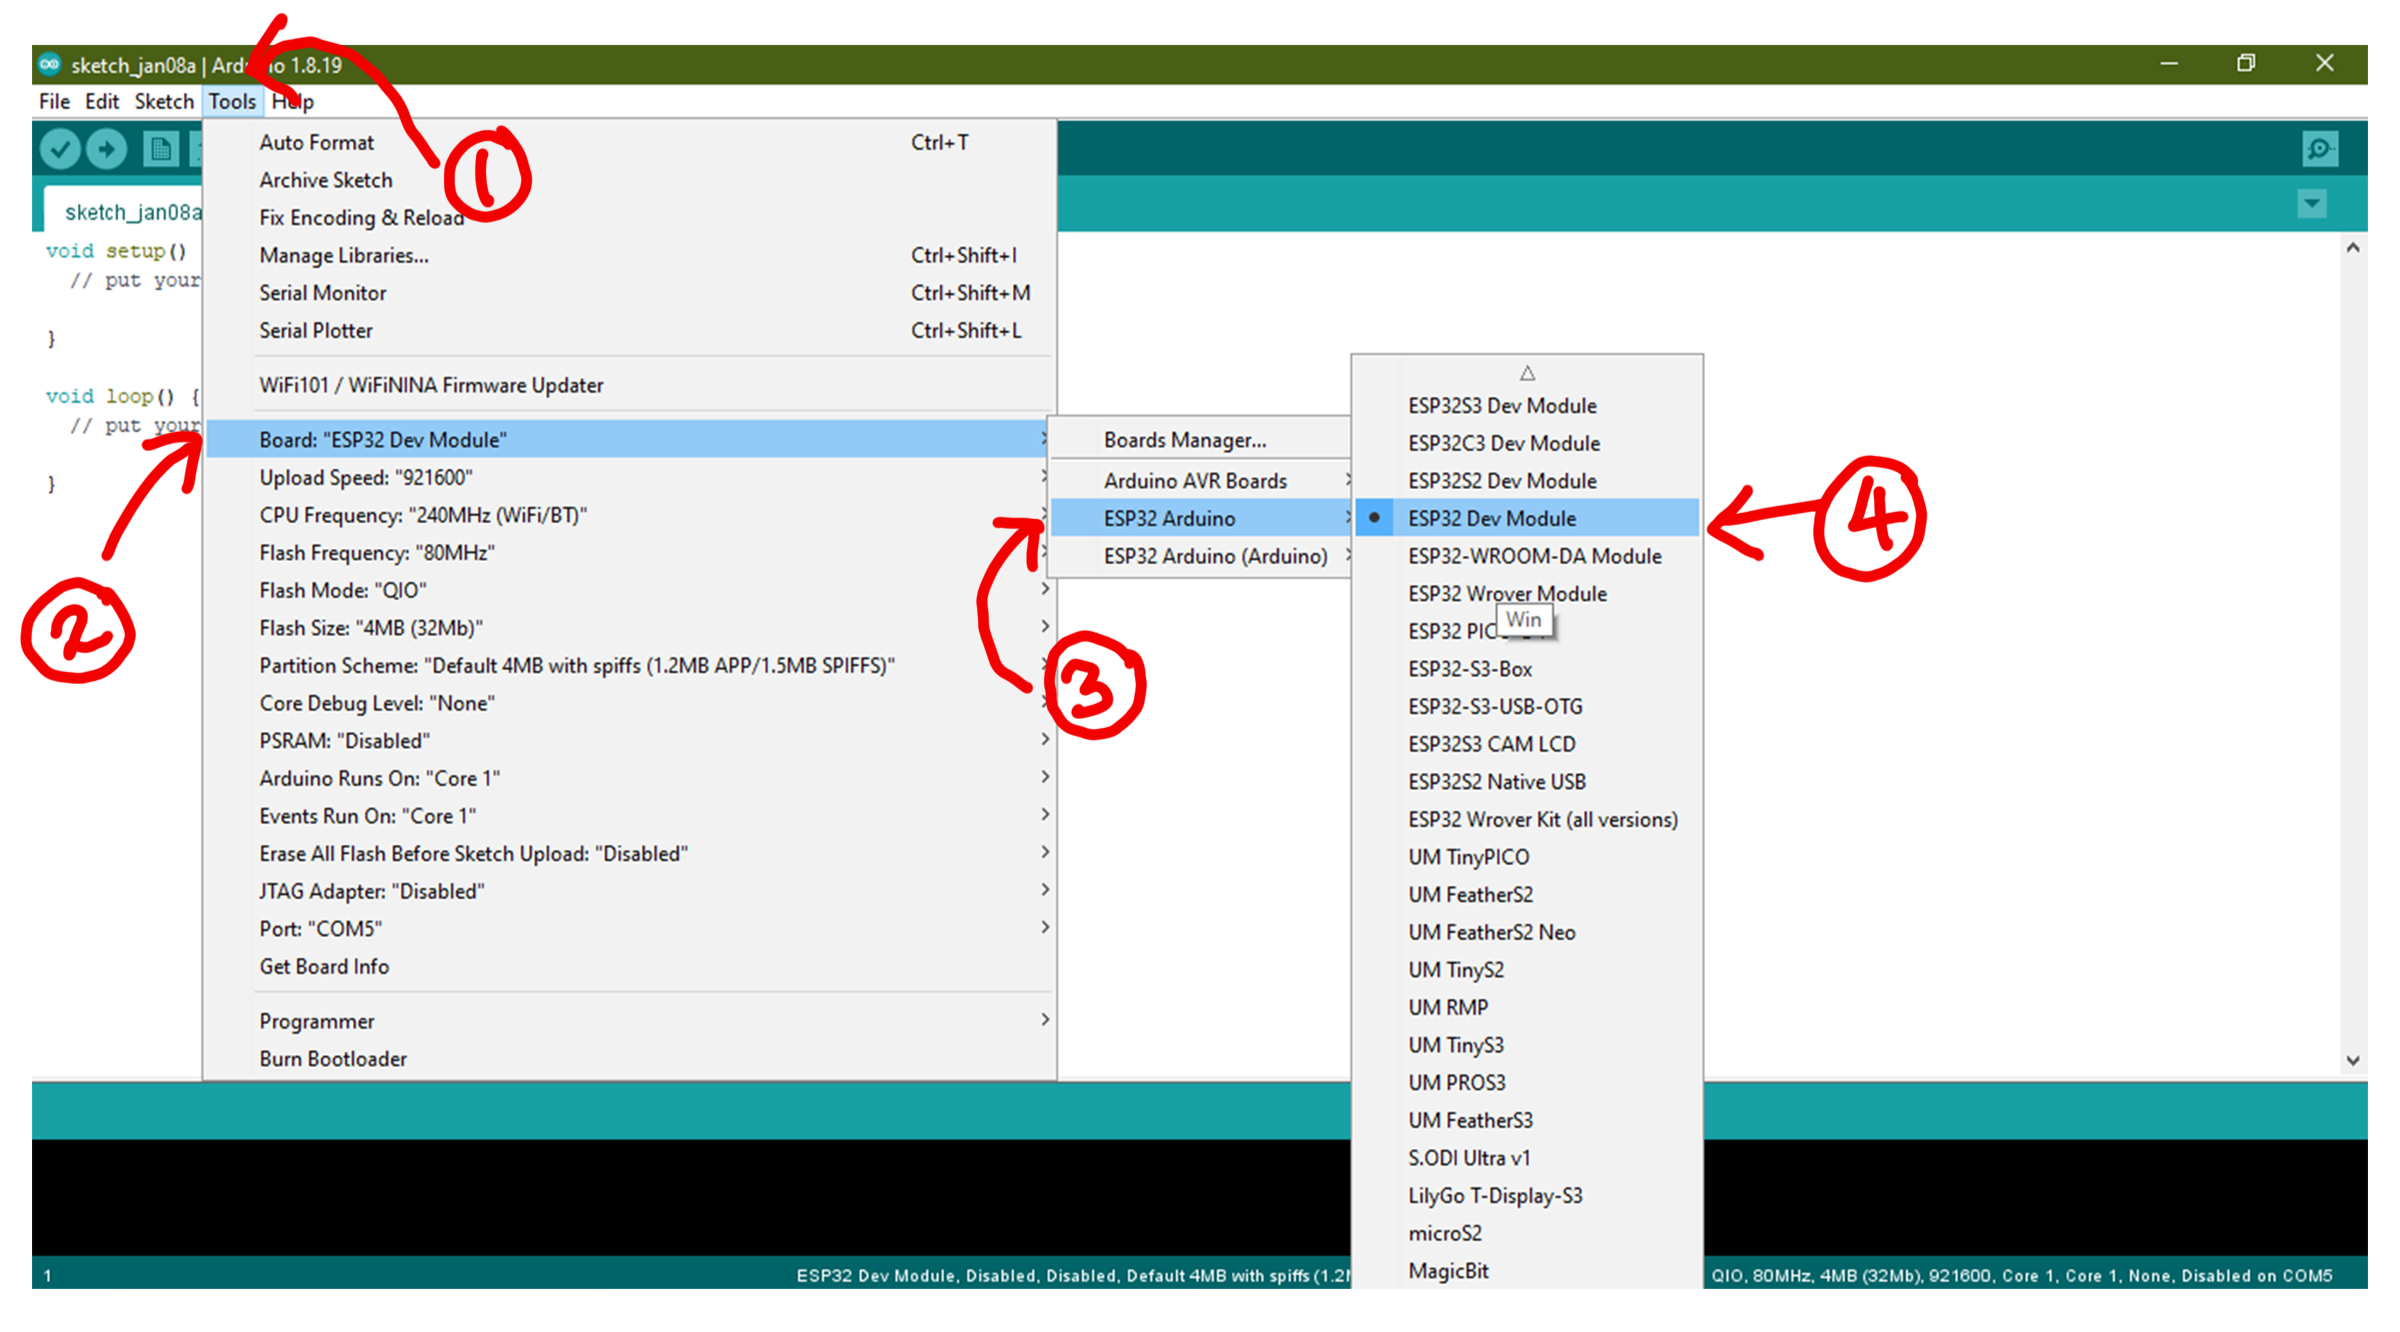 sketch_jan08a | Arduino 1.8.19
File Edit Sketch Tools Help
1
Auto Format Ctrl+T
Archive Sketch
Fix Encoding & Reload
Manage Libraries... Ctrl+Shift+I
Serial Monitor Ctrl+Shift+M
Serial Plotter Ctrl+Shift+L
WiFi101 / WiFiNINA Firmware Updater
Board: "ESP32 Dev Module"
Upload Speed: "921600"
CPU Frequency: "240MHz (WiFi/BT)"
Flash Frequency: "80MHz"
Flash Mode: "QIO"
Flash Size: "4MB (32Mb)"
Partition Scheme: "Default 4MB with spiffs (1.2MB APP/1.5MB SPIFFS)"
Core Debug Level: "None"
PSRAM: "Disabled"
Arduino Runs On: "Core 1"
Events Run On: "Core 1"
Erase All Flash Before Sketch Upload: "Disabled"
JTAG Adapter: "Disabled"
Port: "COM5"
Get Board Info
Programmer
Burn Bootloader
sketch_jan08a
void setup()
// put your
}
void loop() {
// put your
}
2
Boards Manager...
Arduino AVR Boards
ESP32 Arduino
ESP32 Arduino (Arduino)
3
ESP32S3 Dev Module
ESP32C3 Dev Module
ESP32S2 Dev Module
ESP32 Dev Module
ESP32-WROOM-DA Module
ESP32 Wrover Module
Win
ESP32
ESP32-S3-Box
ESP32-S3-USB-OTG
ESP32S3 CAM LCD
ESP32S2 Native USB
ESP32 Wrover Kit (all versions)
UM TinyPICO
UM FeatherS2
UM FeatherS2 Neo
UM TinyS2
UM RMP
UM TinyS3
UM PROS3
UM FeatherS3
S.ODI Ultra v1
LilyGo T-Display-S3
microS2
MagicBit
4
1 ESP32 Dev Module, Disabled, Disabled, Default 4MB with spiffs (1.2 QIO, 80MHz, 4MB (32Mb), 921600, Core 1, Core 1, None, Disabled on COM5